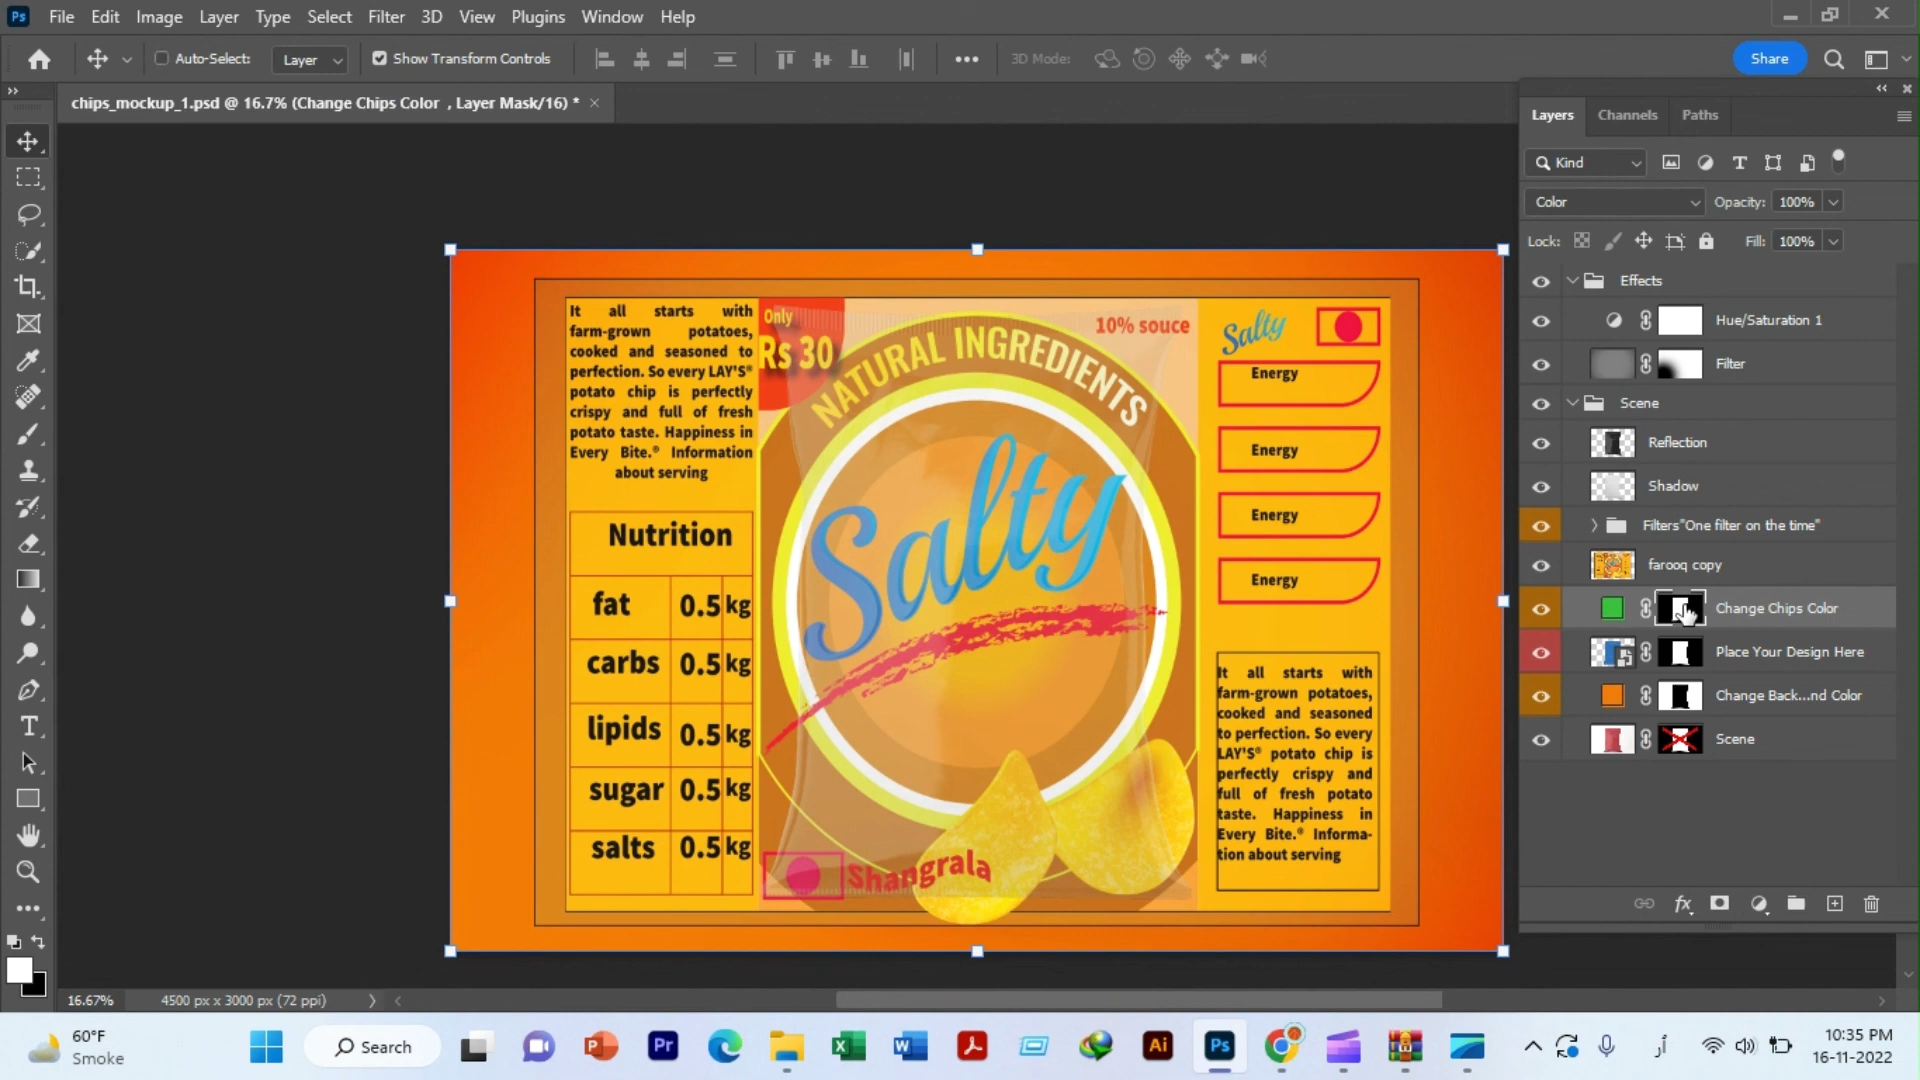 Ps File Edit Image Layer Type Select Filter 3D View Plugins Window Help
Auto-Select: Layer Show Transform Controls 3D Mode: Share
chips_mockup_1.psd @ 16.7% (Change Chips Color , Layer Mask/16) *
Layers Channels Paths
Kind
Color Opacity: 100%
Lock: Fill: 100%
Effects
Hue/Saturation 1
Filter
Scene
Reflection
Shadow
Filters"One filter on the time"
farooq copy
Change Chips Color
Place Your Design Here
Change Back...nd Color
Scene
It all starts with
farm-grown potatoes,
cooked and seasoned to
perfection. So every LAY'S®
potato chip is perfectly
crispy and full of fresh
potato taste. Happiness in
Every Bite.® Information
about serving
Nutrition
fat 0.5 kg
carbs 0.5 kg
lipids 0.5 kg
sugar 0.5 kg
salts 0.5 kg
Only
Rs 30
10% souce
NATURAL INGREDIENTS
Salty
Shangrala
Salty
Energy
Energy
Energy
Energy
It all starts with
farm-grown potatoes,
cooked and seasoned
to perfection. So every
LAY'S® potato chip is
perfectly crispy and
full of fresh potato
taste. Happiness in
Every Bite.® Informa-
tion about serving
16.67% 4500 px x 3000 px (72 ppi)
60°F
Smoke
Search
Pr
Ai
Ps
أر
10:35 PM
16-11-2022